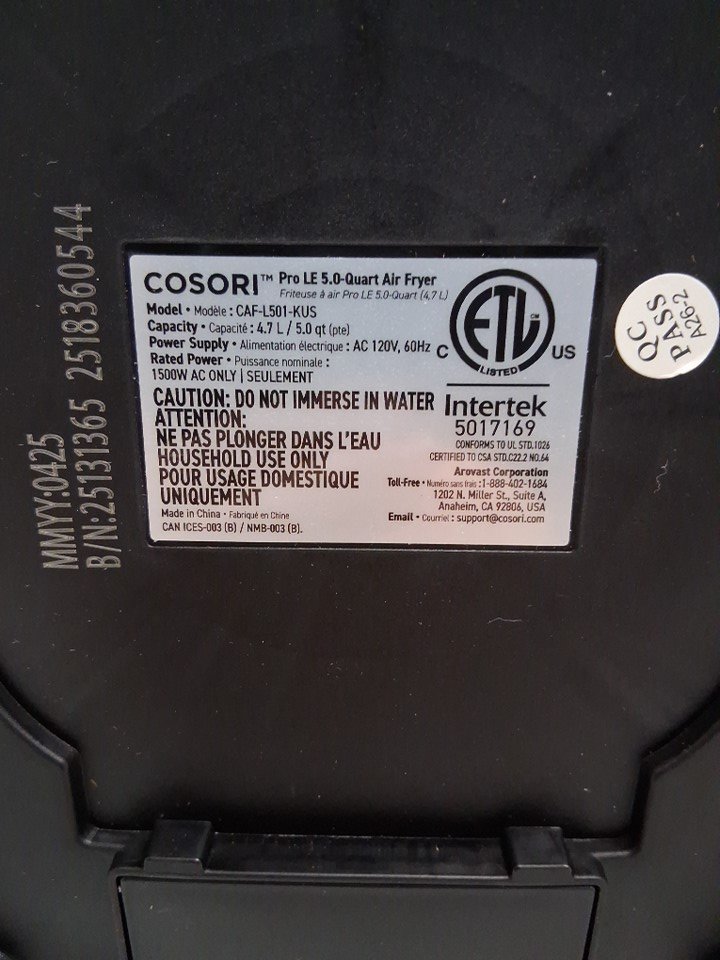 COSORI™ Pro LE 5.0-Quart Air Fryer
Friteuse à air Pro LE 5.0-Quart (4,7 L)
Model • Modèle : CAF-L501-KUS
Capacity • Capacité : 4.7 L / 5.0 qt (pte)
Power Supply • Alimentation électrique : AC 120V, 60Hz
Rated Power • Puissance nominale :
1500W AC ONLY | SEULEMENT
CAUTION: DO NOT IMMERSE IN WATER
ATTENTION:
NE PAS PLONGER DANS L'EAU
HOUSEHOLD USE ONLY
POUR USAGE DOMESTIQUE
UNIQUEMENT
Made in China • Fabriqué en Chine
CAN ICES-003 (B) / NMB-003 (B).
C ETL US
CM
LISTED
Intertek
5017169
CONFORMS TO UL STD.1026
CERTIFIED TO CSA STD.C22.2 NO.64
Arovast Corporation
Toll-Free • Numéro sans frais :1-888-402-1684
1202 N. Miller St., Suite A,
Anaheim, CA 92806, USA
Email • Courriel : support@cosori.com
MMYY:0425
B/N:25131365 2518360544
QC
PASS
A26-2